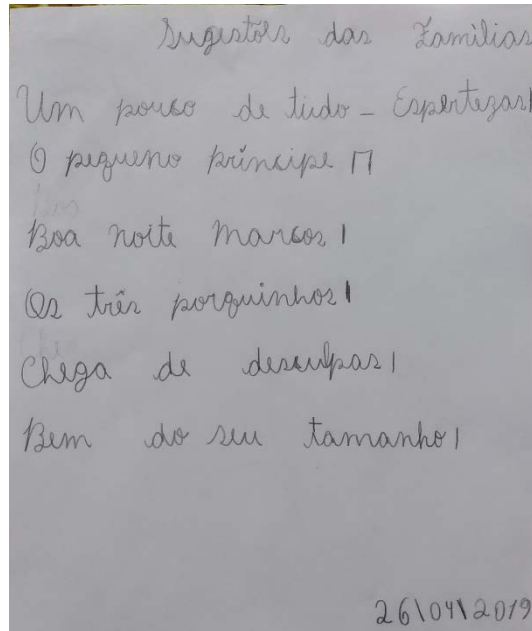 Sugestões das Famílias
Um pouco de tudo - Espertezas|
O pequeno príncipe ⊓
Boa noite Marcos |
Os três porquinhos |
Chega de desculpas |
Bem do seu tamanho |
26\04\2019